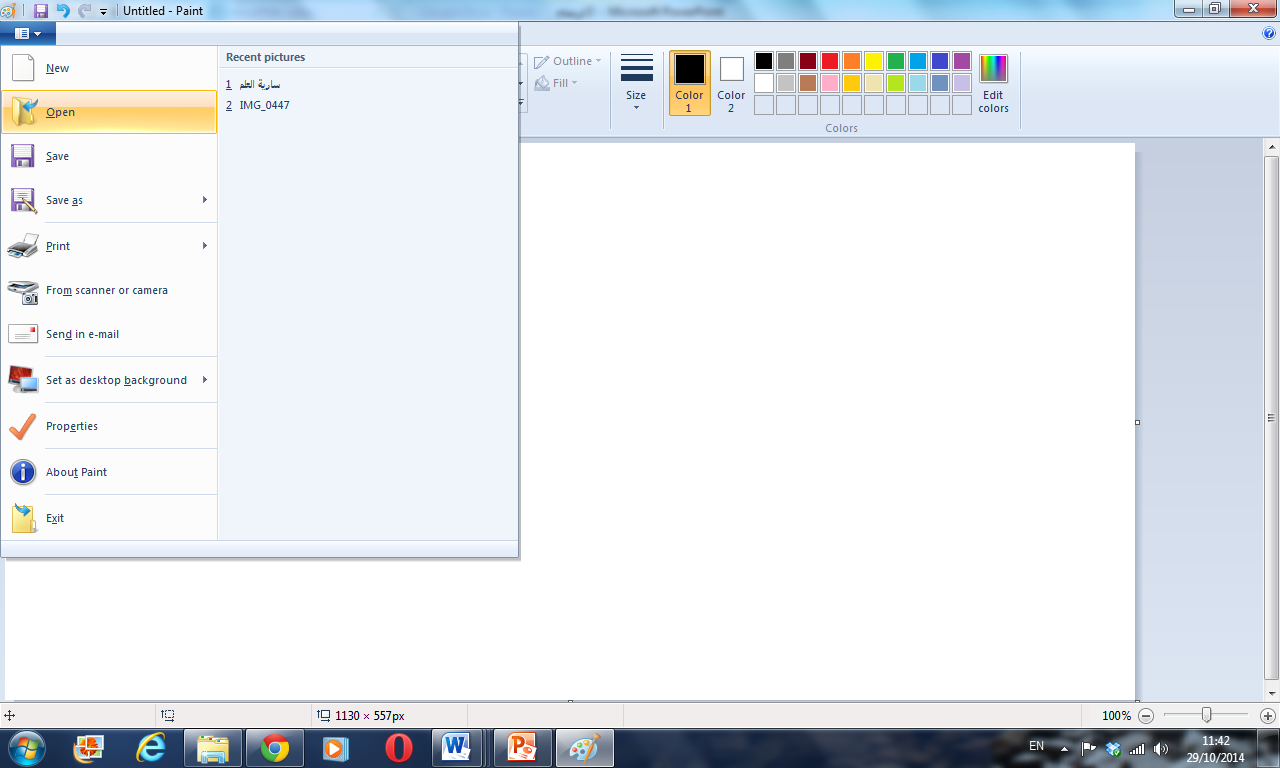 Untitled - Paint
Microsoft PowerPoint
New
Open
Save
Save as
Print
From scanner or camera
Send in e-mail
Set as desktop background
Properties
About Paint
Exit
Recent pictures
1 سارية العلم
2 IMG_0447
Outline
Fill
Size
Color 1
Color 2
Edit colors
Colors
1130 × 557px
100%
EN
11:42
29/10/2014